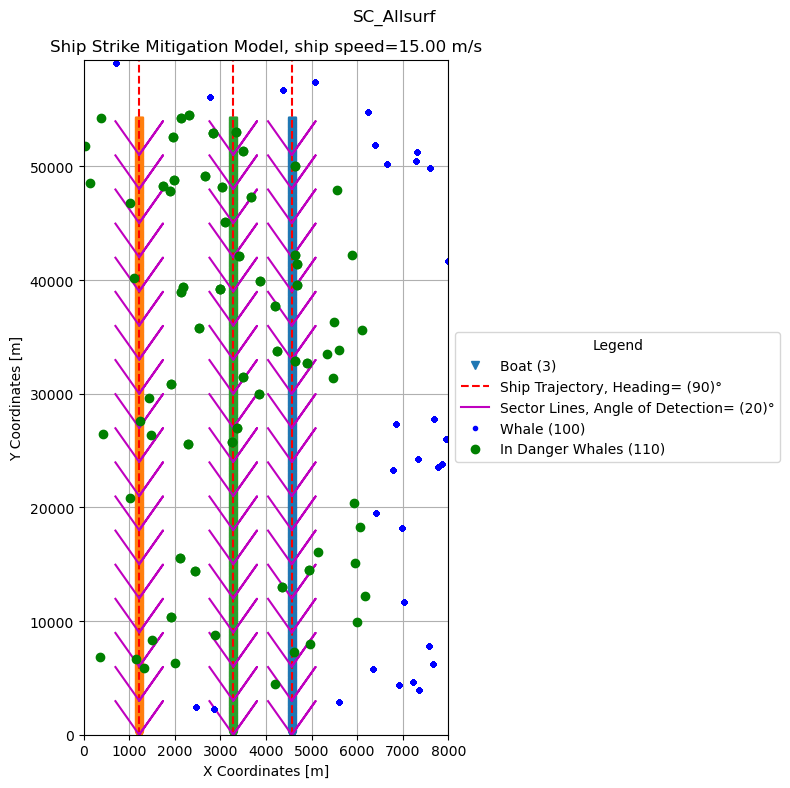 SC_Allsurf
Ship Strike Mitigation Model, ship speed=15.00 m/s
50000
40000
30000
20000
10000
0
Y Coordinates [m]
0 1000 2000 3000 4000 5000 6000 7000 8000
X Coordinates [m]
Legend
Boat (3)
Ship Trajectory, Heading= (90)°
Sector Lines, Angle of Detection= (20)°
Whale (100)
In Danger Whales (110)